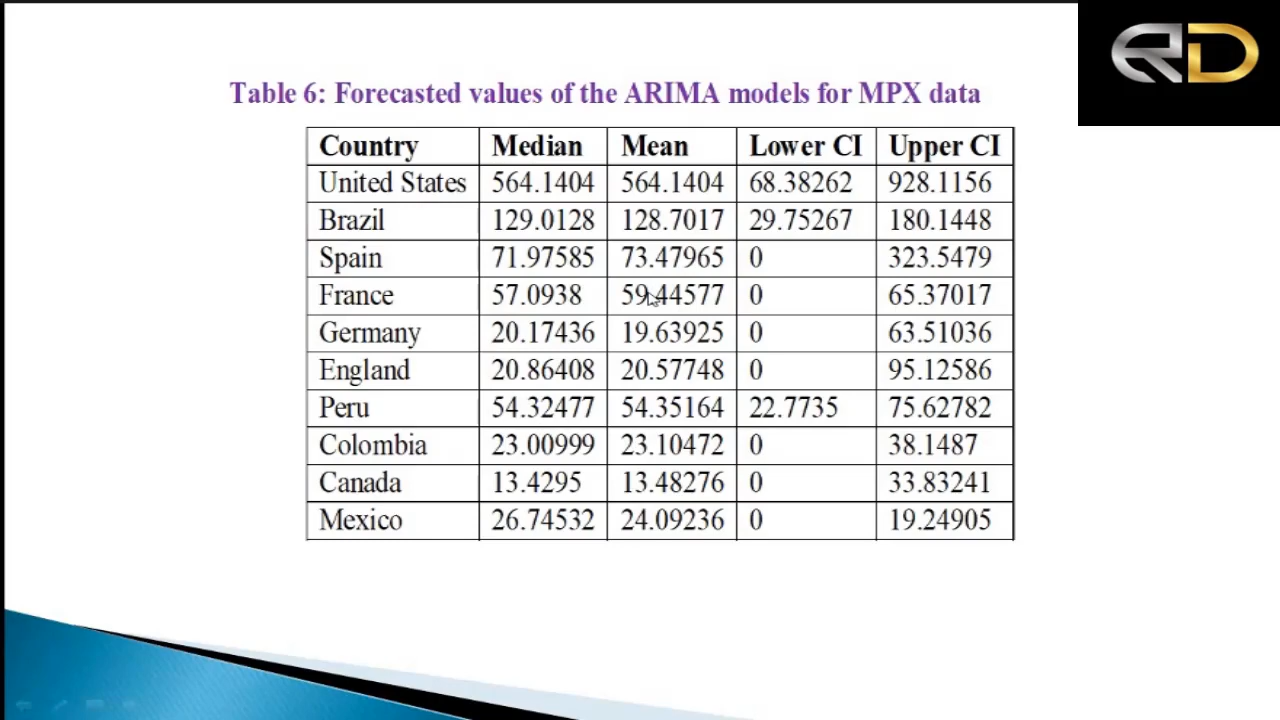 RD
Table 6: Forecasted values of the ARIMA models for MPX data
Country Median Mean Lower CI Upper CI
United States 564.1404 564.1404 68.38262 928.1156
Brazil 129.0128 128.7017 29.75267 180.1448
Spain 71.97585 73.47965 0 323.5479
France 57.0938 59.44577 0 65.37017
Germany 20.17436 19.63925 0 63.51036
England 20.86408 20.57748 0 95.12586
Peru 54.32477 54.35164 22.7735 75.62782
Colombia 23.00999 23.10472 0 38.1487
Canada 13.4295 13.48276 0 33.83241
Mexico 26.74532 24.09236 0 19.24905